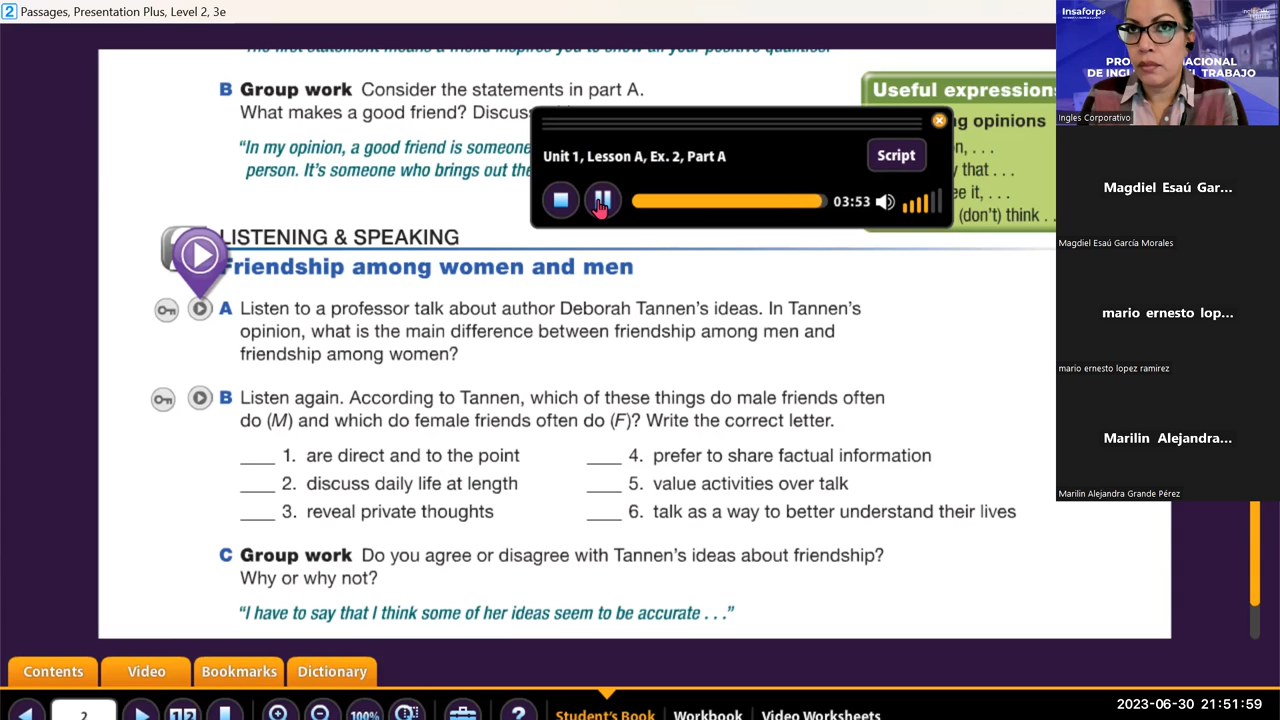 2 Passages, Presentation Plus, Level 2, 3e
B Group work Consider the statements in part A.
What makes a good friend? Discuss
"In my opinion, a good friend is someone
person. It's someone who brings out the
Useful expressions
ng opinions
on, . . .
y that . . .
ee it, . . .
(don't) think . .
Unit 1, Lesson A, Ex. 2, Part A
Script
03:53
LISTENING & SPEAKING
Friendship among women and men
A Listen to a professor talk about author Deborah Tannen's ideas. In Tannen's
opinion, what is the main difference between friendship among men and
friendship among women?
B Listen again. According to Tannen, which of these things do male friends often
do (M) and which do female friends often do (F)? Write the correct letter.
____ 1. are direct and to the point
____ 2. discuss daily life at length
____ 3. reveal private thoughts
____ 4. prefer to share factual information
____ 5. value activities over talk
____ 6. talk as a way to better understand their lives
C Group work Do you agree or disagree with Tannen's ideas about friendship?
Why or why not?
"I have to say that I think some of her ideas seem to be accurate . . ."
Insaforp
Ingles Corporativo
Magdiel Esaú Gar...
Magdiel Esaú García Morales
mario ernesto lop...
mario ernesto lopez ramirez
Marilin Alejandra...
Marilin Alejandra Grande Pérez
Contents Video Bookmarks Dictionary
2 1 2 100% ?
Student's Book Workbook Video Worksheets
2023-06-30 21:51:59